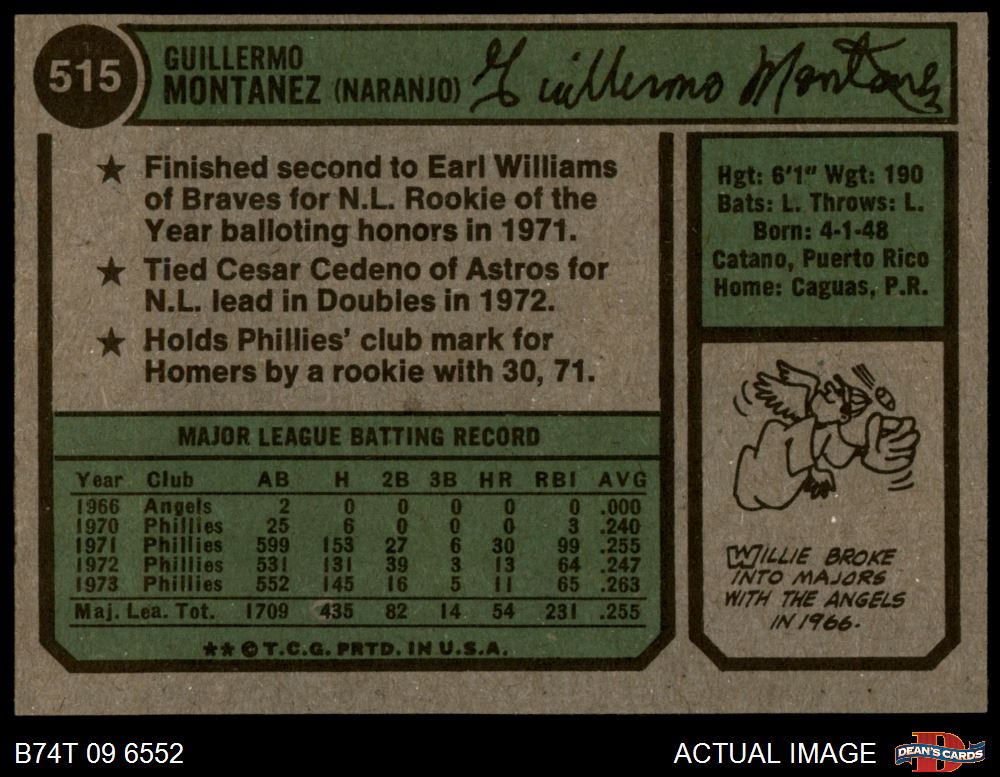 515
GUILLERMO
MONTANEZ (NARANJO)
Guillermo Montanez
★ Finished second to Earl Williams
of Braves for N.L. Rookie of the
Year balloting honors in 1971.
★ Tied Cesar Cedeno of Astros for
N.L. lead in Doubles in 1972.
★ Holds Phillies' club mark for
Homers by a rookie with 30, 71.
Hgt: 6'1" Wgt: 190
Bats: L. Throws: L.
Born: 4-1-48
Catano, Puerto Rico
Home: Caguas, P.R.
MAJOR LEAGUE BATTING RECORD
Year Club AB H 2B 3B HR RBI AVG
1966 Angels 2 0 0 0 0 0 .000
1970 Phillies 25 6 0 0 0 3 .240
1971 Phillies 599 153 27 6 30 99 .255
1972 Phillies 531 131 39 3 13 64 .247
1973 Phillies 552 145 16 5 11 65 .263
Maj. Lea. Tot. 1709 435 82 14 54 231 .255
★★ © T.C.G. PRTD. IN U.S.A.
WILLIE BROKE
INTO MAJORS
WITH THE ANGELS
IN 1966.
B74T 09 6552
ACTUAL IMAGE
DEAN'S CARDS